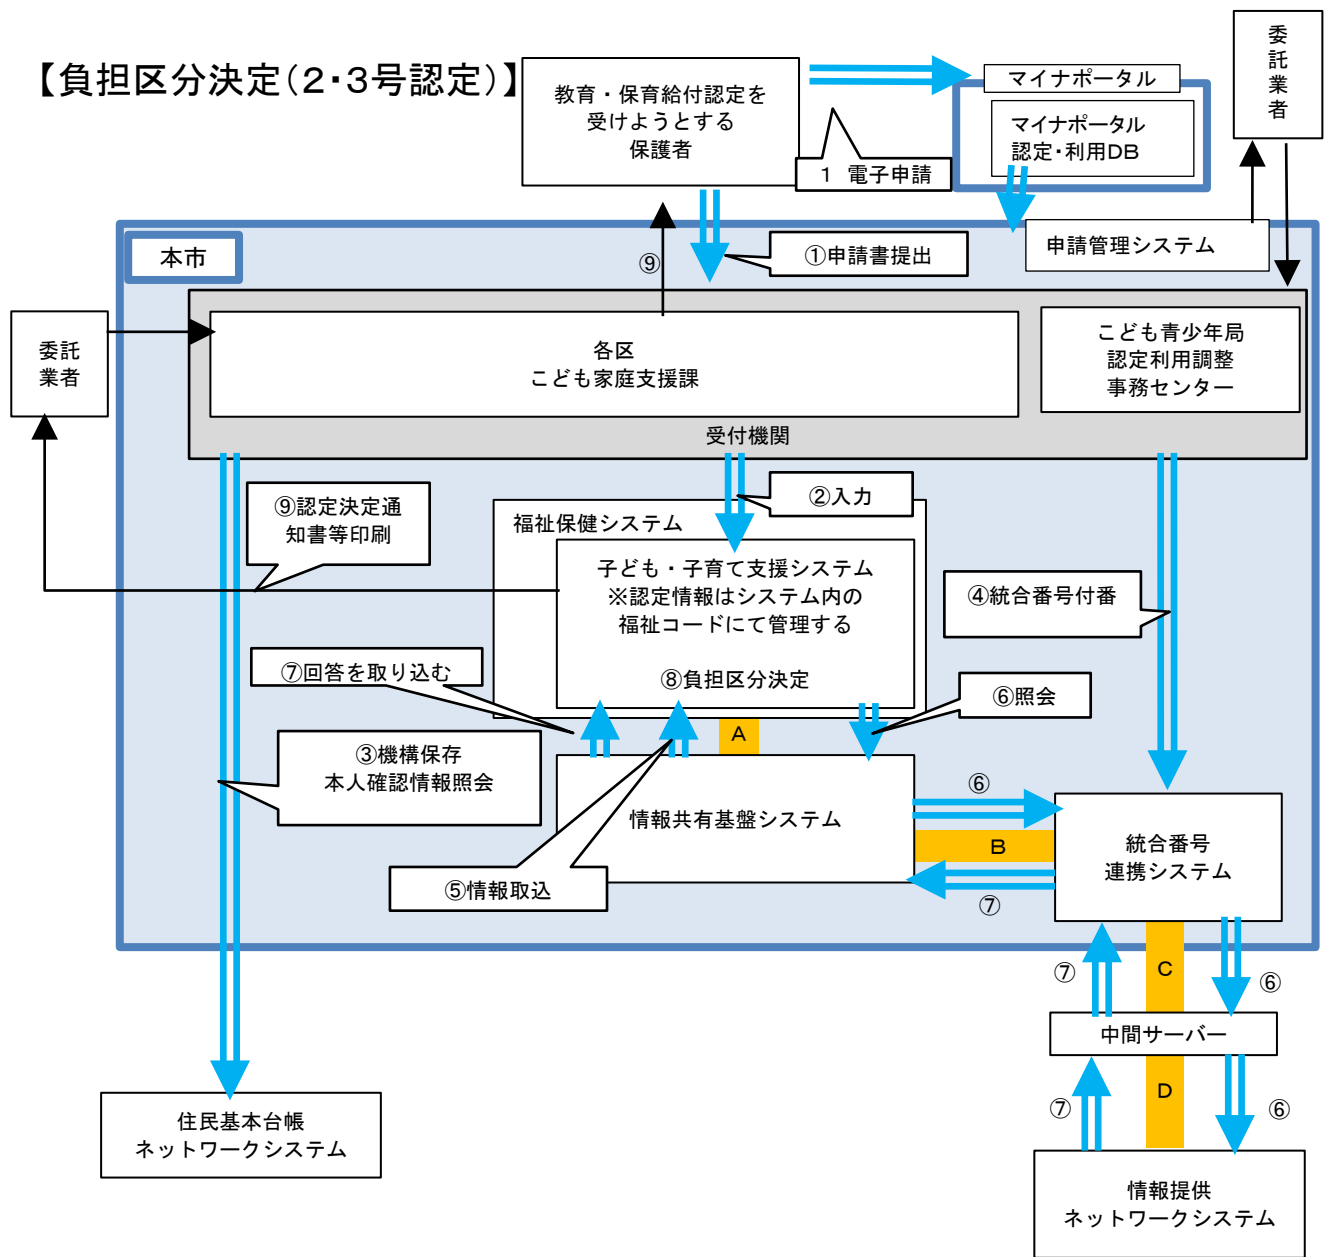 【負担区分決定(2・3号認定)】
教育・保育給付認定を
受けようとする
保護者
マイナポータル
マイナポータル
認定・利用DB
委
託
業
者
1 電子申請
本市
⑨
①申請書提出
申請管理システム
委託
業者
各区
こども家庭支援課
こども青少年局
認定利用調整
事務センター
受付機関
⑨認定決定通
知書等印刷
②入力
福祉保健システム
子ども・子育て支援システム
※認定情報はシステム内の
福祉コードにて管理する
⑧負担区分決定
④統合番号付番
⑦回答を取り込む
⑥照会
A
③機構保存
本人確認情報照会
情報共有基盤システム
⑥
B
⑦
統合番号
連携システム
⑤情報取込
⑦
C
⑥
中間サーバー
⑦
D
⑥
住民基本台帳
ネットワークシステム
情報提供
ネットワークシステム